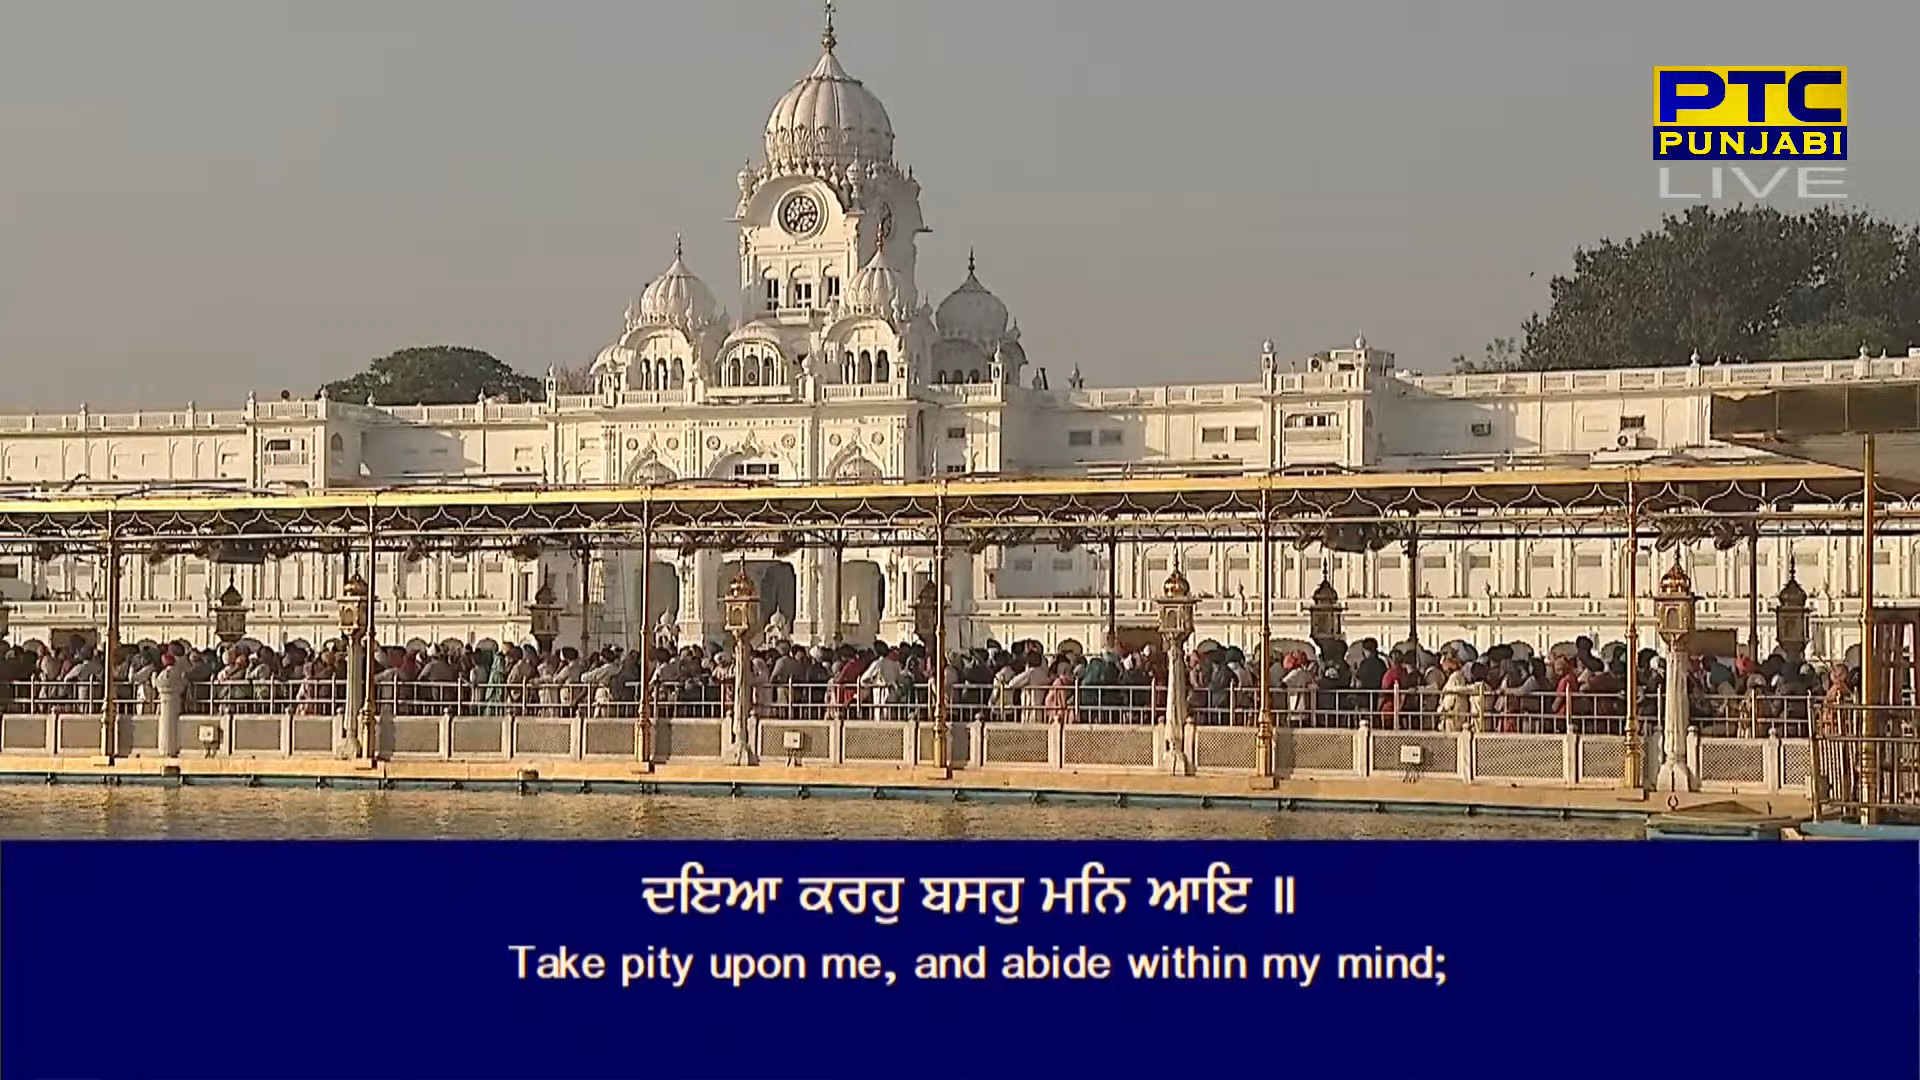 PTC
PUNJABI
LIVE
ਦਇਆ ਕਰਹੁ ਬਸਹੁ ਮਨਿ ਆਇ ॥
Take pity upon me, and abide within my mind;